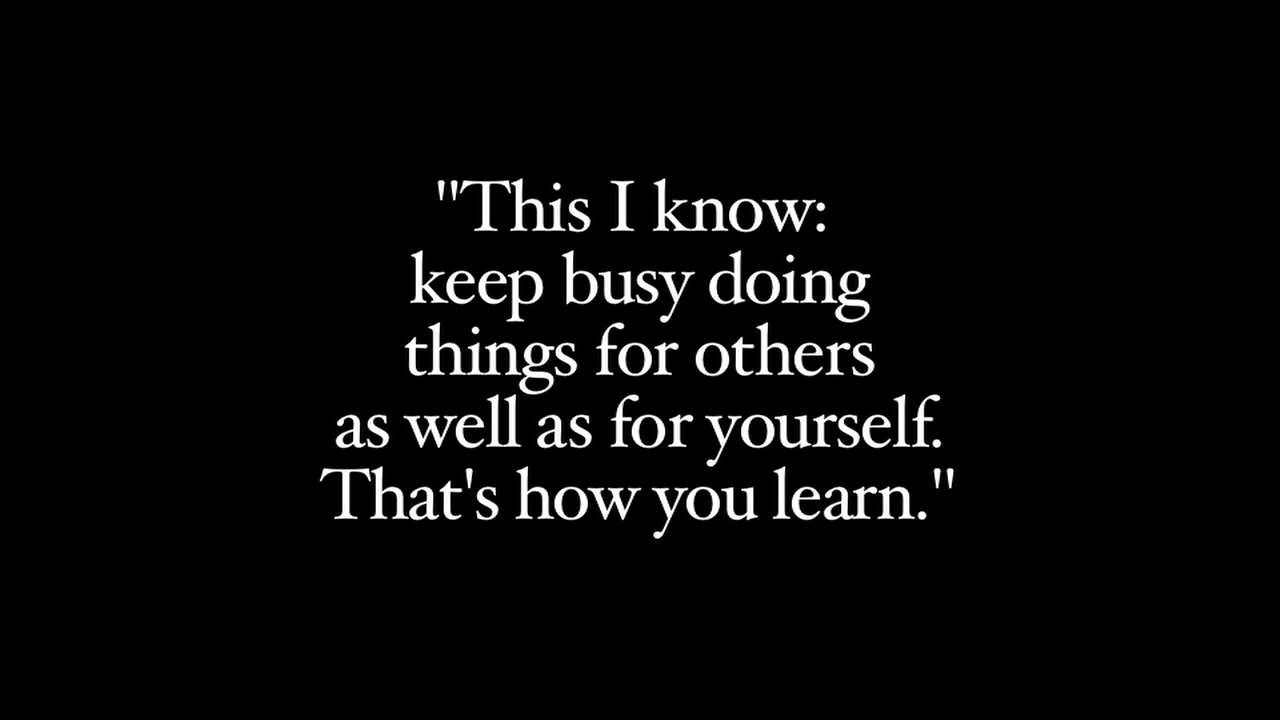 "This I know:
keep busy doing
things for others
as well as for yourself.
That's how you learn."